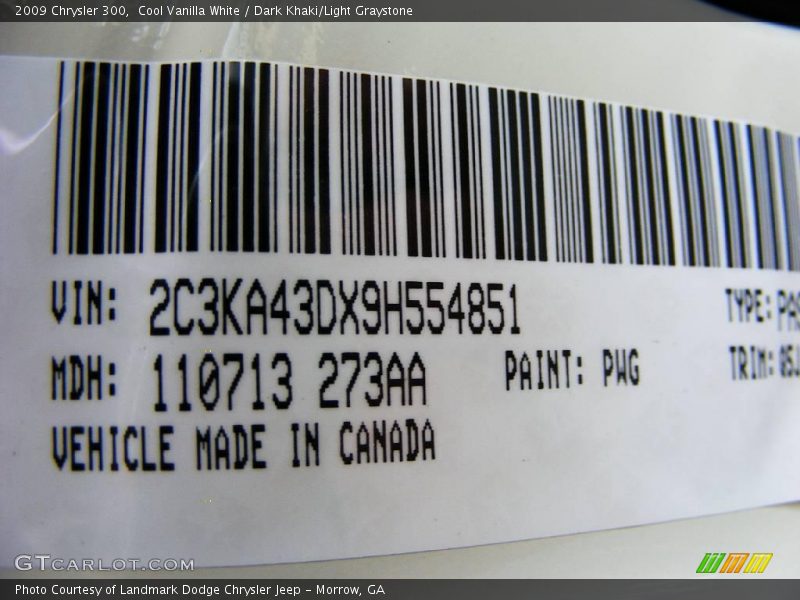 2009 Chrysler 300,  Cool Vanilla White / Dark Khaki/Light Graystone
VIN: 2C3KA43DX9H554851 TYPE: PAS
MDH: 110713 273AA PAINT: PWG TRIM:
VEHICLE MADE IN CANADA
GTCARLOT.COM
Photo Courtesy of Landmark Dodge Chrysler Jeep – Morrow, GA